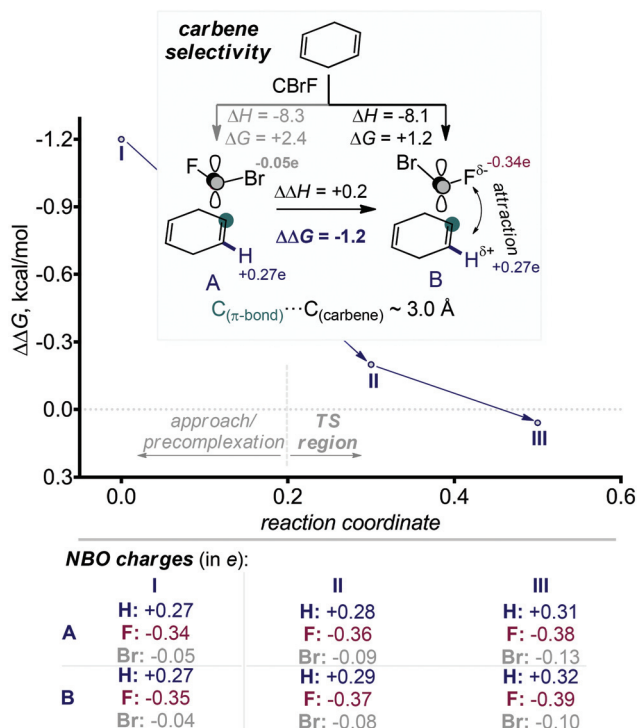 carbene
selectivity
CBrF
ΔH = -8.3
ΔG = +2.4
ΔH = -8.1
ΔG = +1.2
-0.05e
F
Br
Br
F δ-
-0.34e
ΔΔH = +0.2
ΔΔG = -1.2
attraction
H
+0.27e
H δ+
+0.27e
A
B
C(π-bond)···C(carbene) ~ 3.0 Å
ΔΔG, kcal/mol
-1.2
-0.9
-0.6
-0.3
0.0
0.3
I
II
III
approach/
precomplexation
TS
region
0.0 0.2 0.4 0.6
reaction coordinate
NBO charges (in e):
I II III
A
H: +0.27 H: +0.28 H: +0.31
F: -0.34 F: -0.36 F: -0.38
Br: -0.05 Br: -0.09 Br: -0.13
B
H: +0.27 H: +0.29 H: +0.32
F: -0.35 F: -0.37 F: -0.39
Br: -0.04 Br: -0.08 Br: -0.10